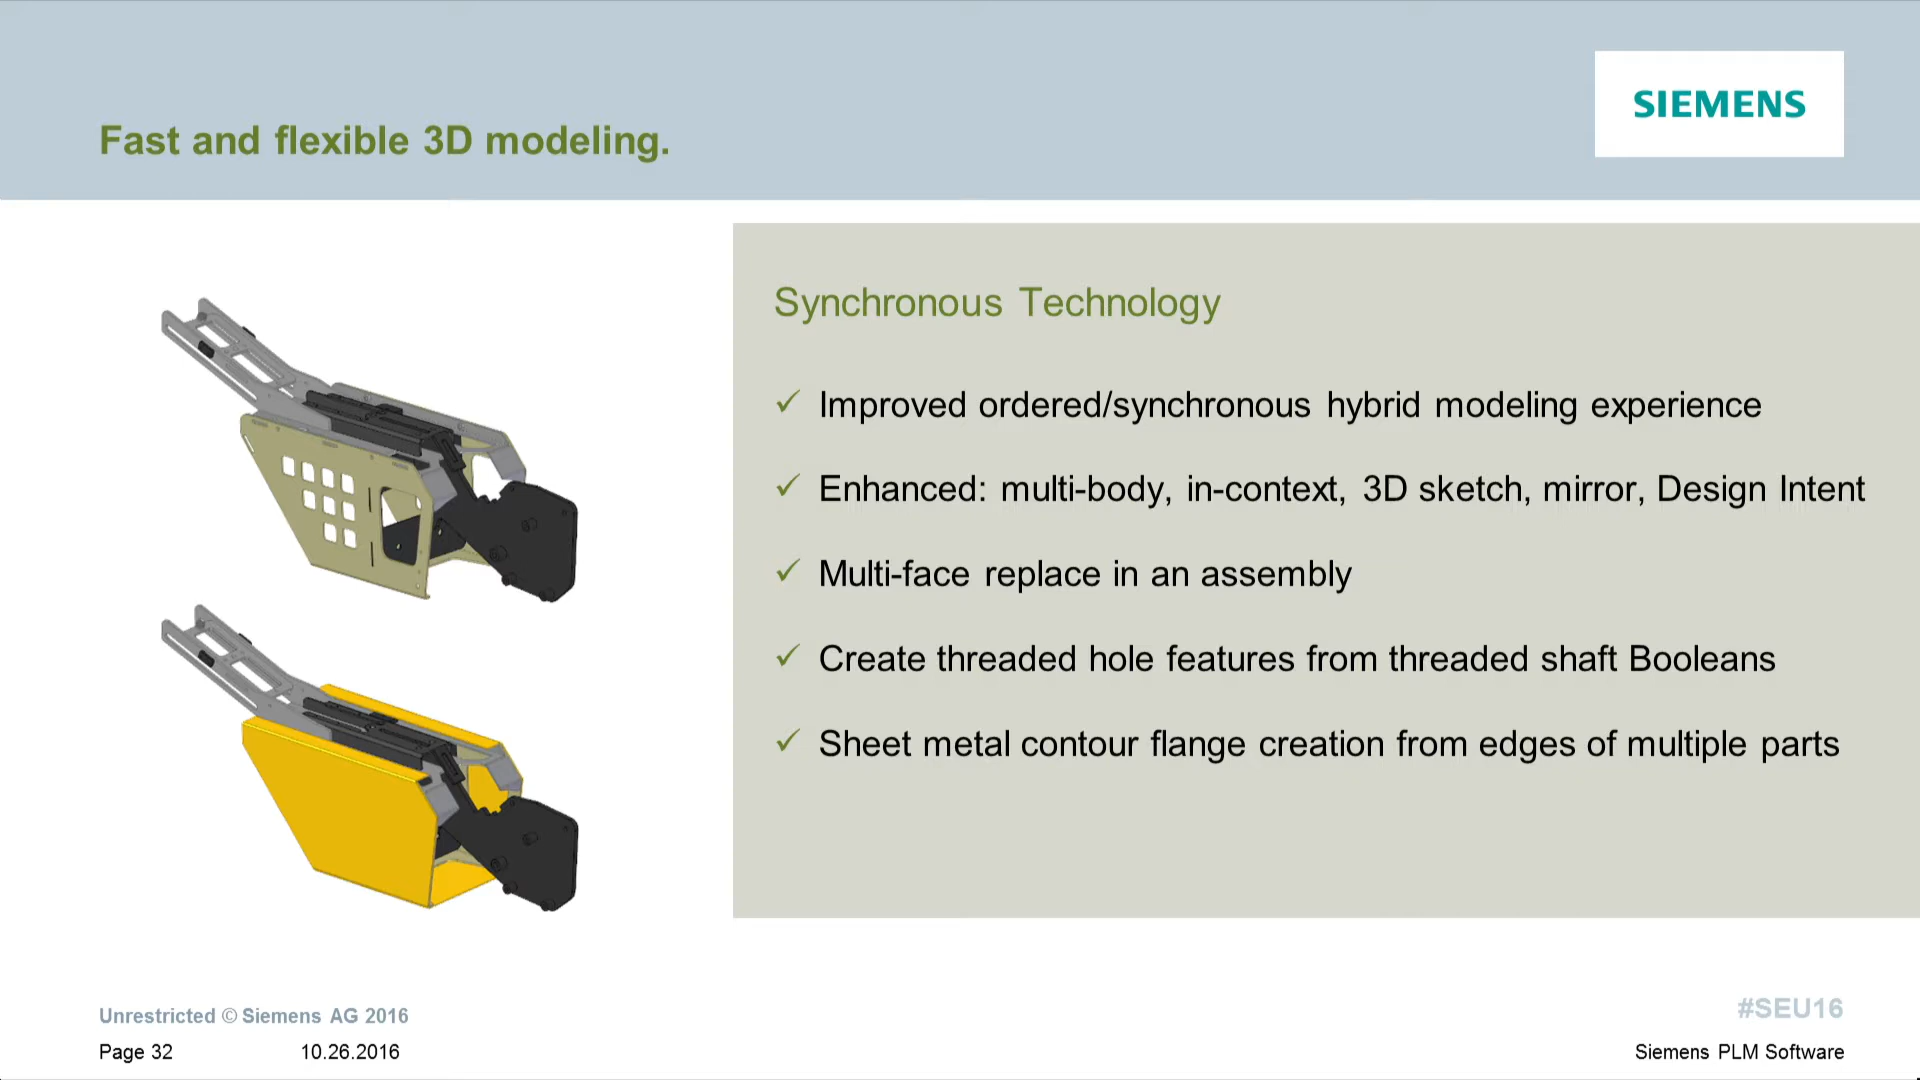 SIEMENS
Fast and flexible 3D modeling.
Synchronous Technology
✓ Improved ordered/synchronous hybrid modeling experience
✓ Enhanced: multi-body, in-context, 3D sketch, mirror, Design Intent
✓ Multi-face replace in an assembly
✓ Create threaded hole features from threaded shaft Booleans
✓ Sheet metal contour flange creation from edges of multiple parts
Unrestricted © Siemens AG 2016
#SEU16
Page 32 10.26.2016
Siemens PLM Software